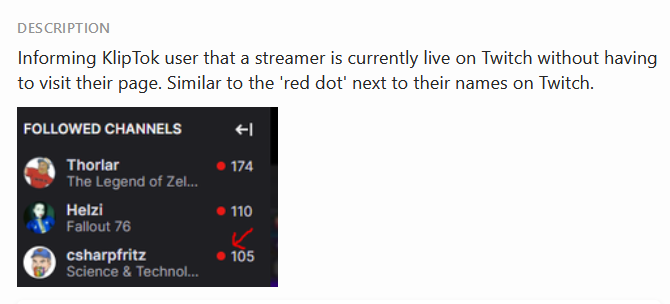 DESCRIPTION
Informing KlipTok user that a streamer is currently live on Twitch without having
to visit their page. Similar to the 'red dot' next to their names on Twitch.
FOLLOWED CHANNELS
Thorlar 174
The Legend of Zel...
Helzi 110
Fallout 76
csharpfritz 105
Science & Technol...